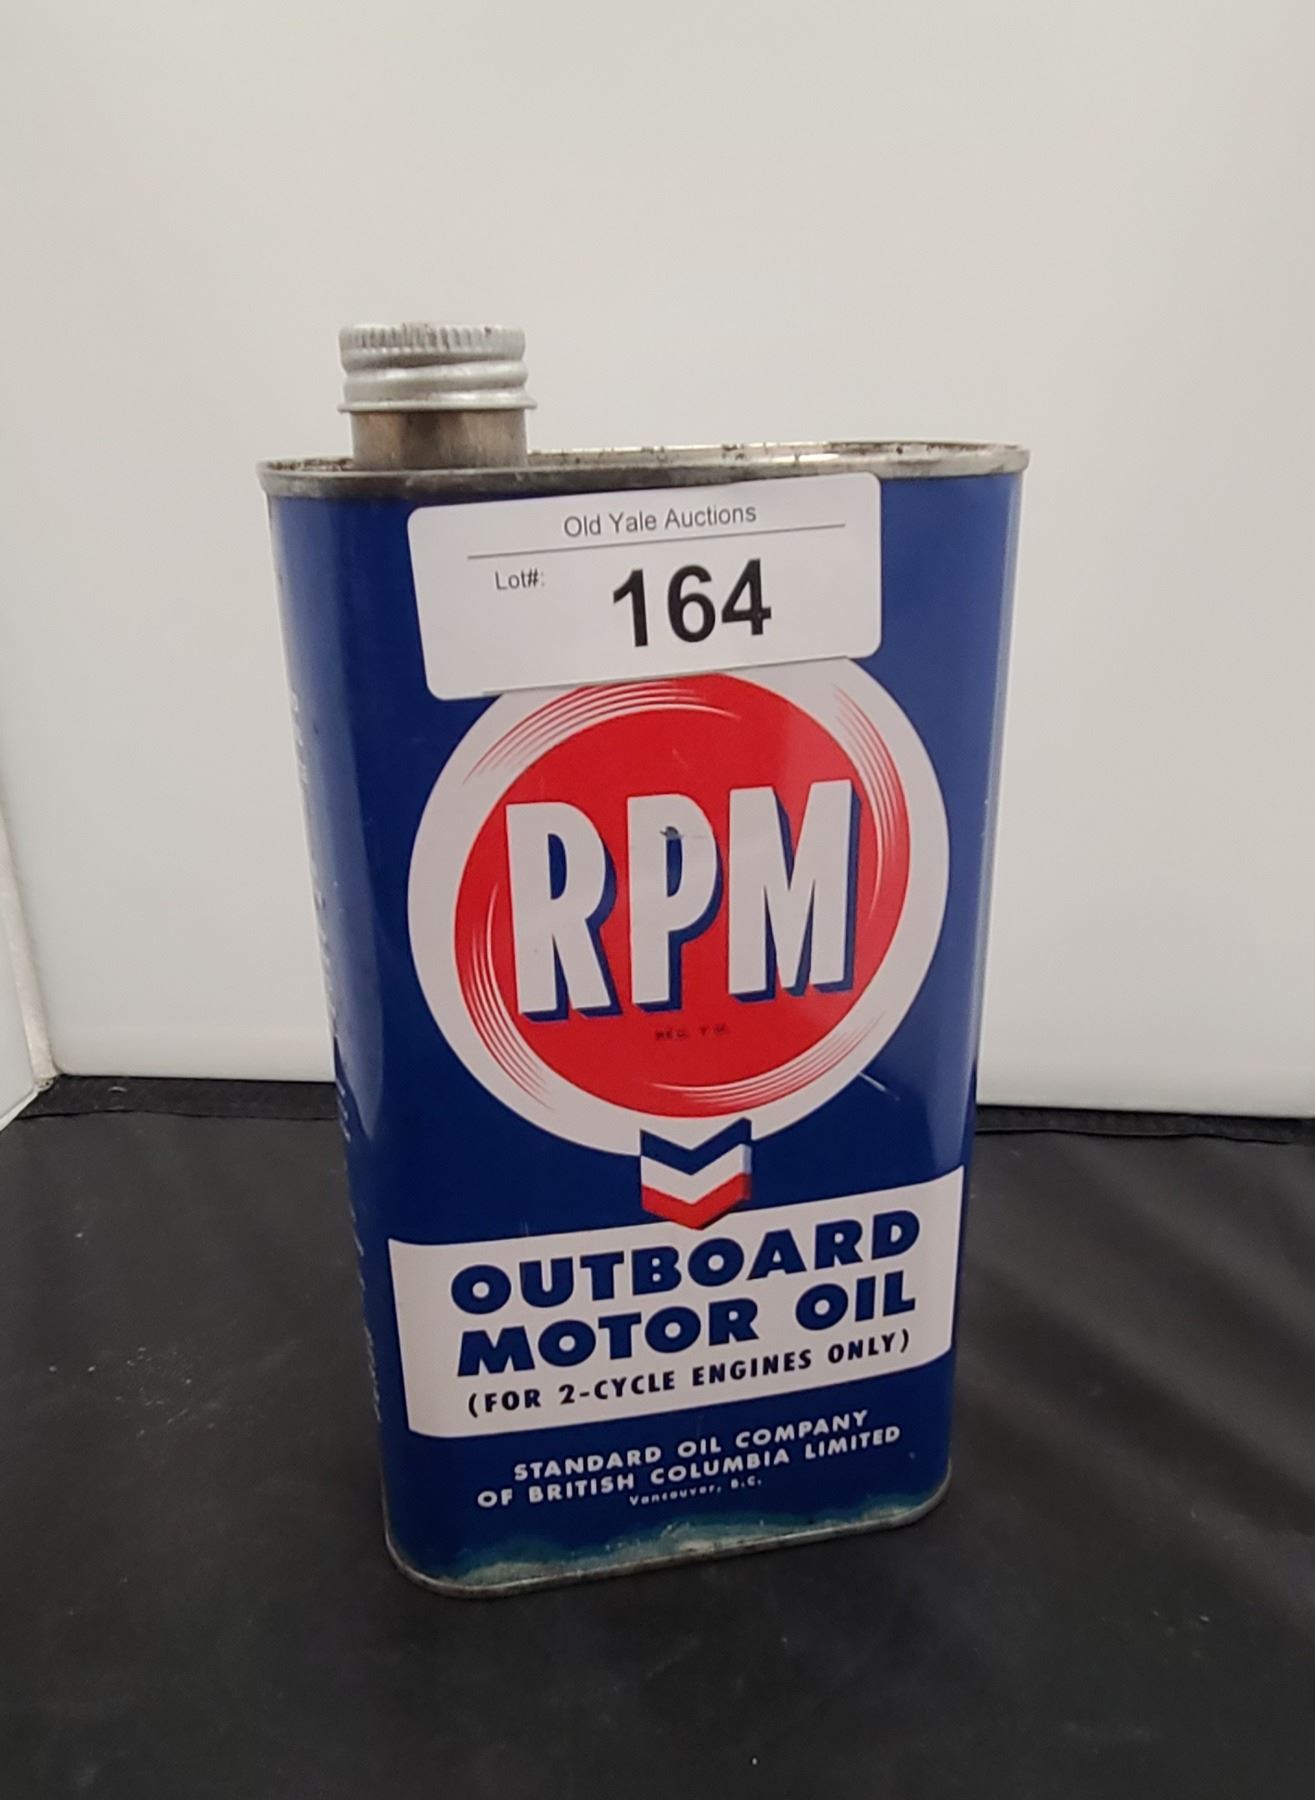 Old Yale Auctions
Lot#: 164
RPM
REG. T M.
OUTBOARD
MOTOR OIL
(FOR 2-CYCLE ENGINES ONLY)
STANDARD OIL COMPANY
OF BRITISH COLUMBIA LIMITED
Vancouver, B.C.